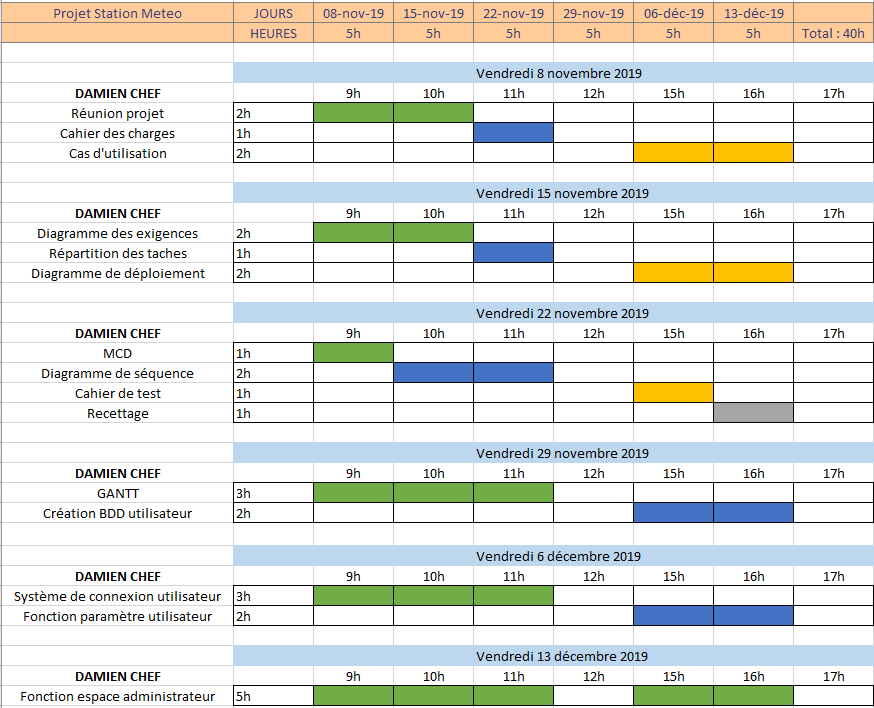 Projet Station Meteo JOURS 08-nov-19 15-nov-19 22-nov-19 29-nov-19 06-déc-19 13-déc-19
HEURES 5h 5h 5h 5h 5h 5h Total : 40h
Vendredi 8 novembre 2019
DAMIEN CHEF 9h 10h 11h 12h 15h 16h 17h
Réunion projet 2h
Cahier des charges 1h
Cas d'utilisation 2h
Vendredi 15 novembre 2019
DAMIEN CHEF 9h 10h 11h 12h 15h 16h 17h
Diagramme des exigences 2h
Répartition des taches 1h
Diagramme de déploiement 2h
Vendredi 22 novembre 2019
DAMIEN CHEF 9h 10h 11h 12h 15h 16h 17h
MCD 1h
Diagramme de séquence 2h
Cahier de test 1h
Recettage 1h
Vendredi 29 novembre 2019
DAMIEN CHEF 9h 10h 11h 12h 15h 16h 17h
GANTT 3h
Création BDD utilisateur 2h
Vendredi 6 décembre 2019
DAMIEN CHEF 9h 10h 11h 12h 15h 16h 17h
Système de connexion utilisateur 3h
Fonction paramètre utilisateur 2h
Vendredi 13 décembre 2019
DAMIEN CHEF 9h 10h 11h 12h 15h 16h 17h
Fonction espace administrateur 5h